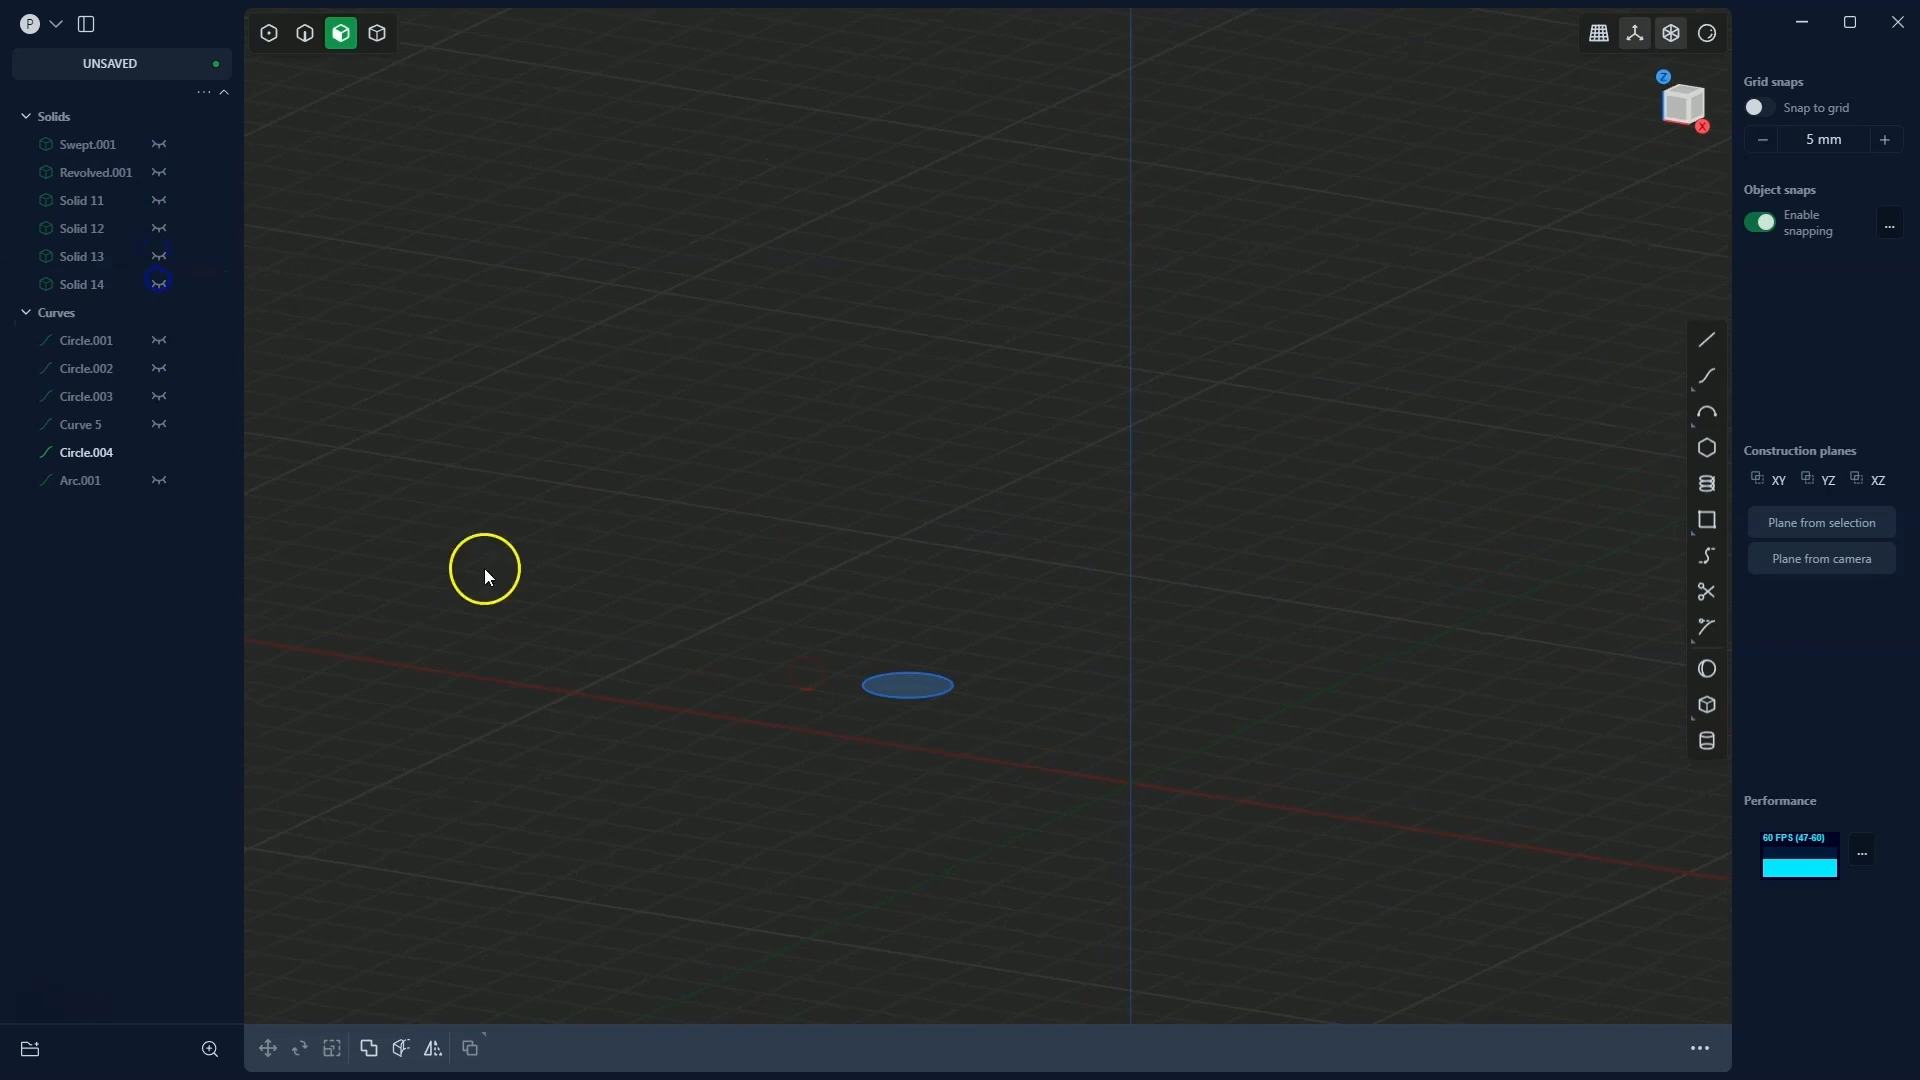 P
UNSAVED
Solids
Swept.001
Revolved.001
Solid 11
Solid 12
Solid 13
Solid 14
Curves
Circle.001
Circle.002
Circle.003
Curve 5
Circle.004
Arc.001
Z
X
Grid snaps
Snap to grid
5 mm
Object snaps
Enable
snapping
Construction planes
XY
YZ
XZ
Plane from selection
Plane from camera
Performance
60 FPS (47-60)